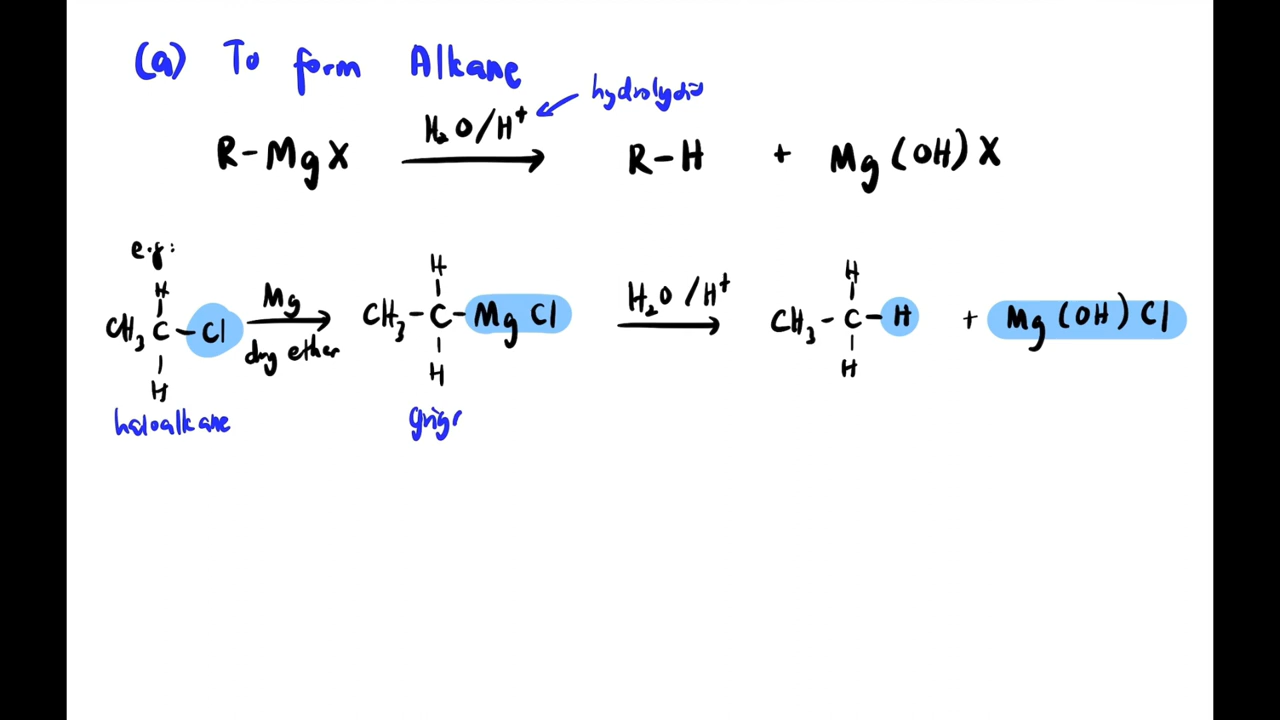 (a) To form Alkane
hydrolysis
H₂O/H⁺
R-MgX → R-H + Mg(OH)X
e.g:
H H H
Mg H₂O/H⁺
CH₃ C-Cl → CH₃-C-MgCl → CH₃-C-H + Mg(OH)Cl
dry ether
H H H
haloalkane grigr